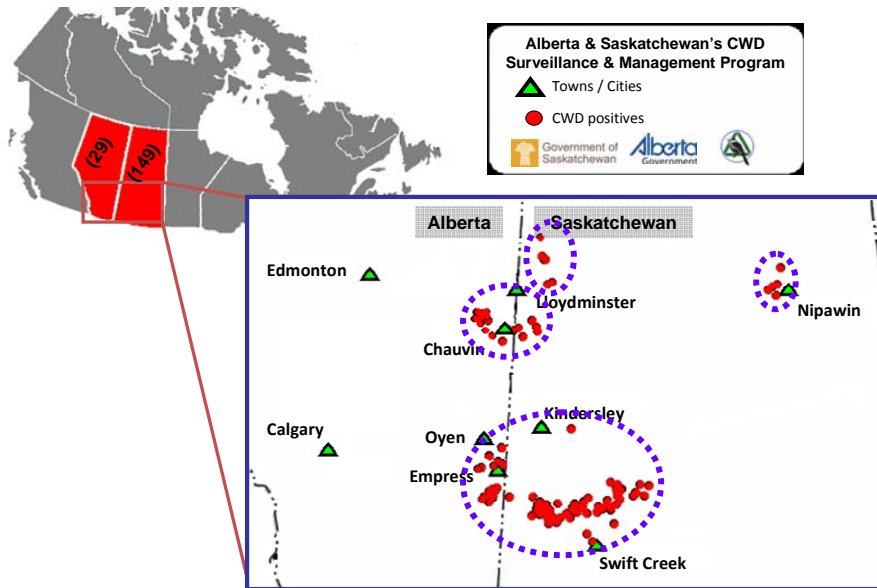 Alberta & Saskatchewan's CWD
Surveillance & Management Program
Towns / Cities
CWD positives
Government of
Saskatchewan
Alberta
Government
(29)
(149)
Alberta
Saskatchewan
Edmonton
Lloydminster
Nipawin
Chauvin
Kindersley
Calgary
Oyen
Empress
Swift Creek